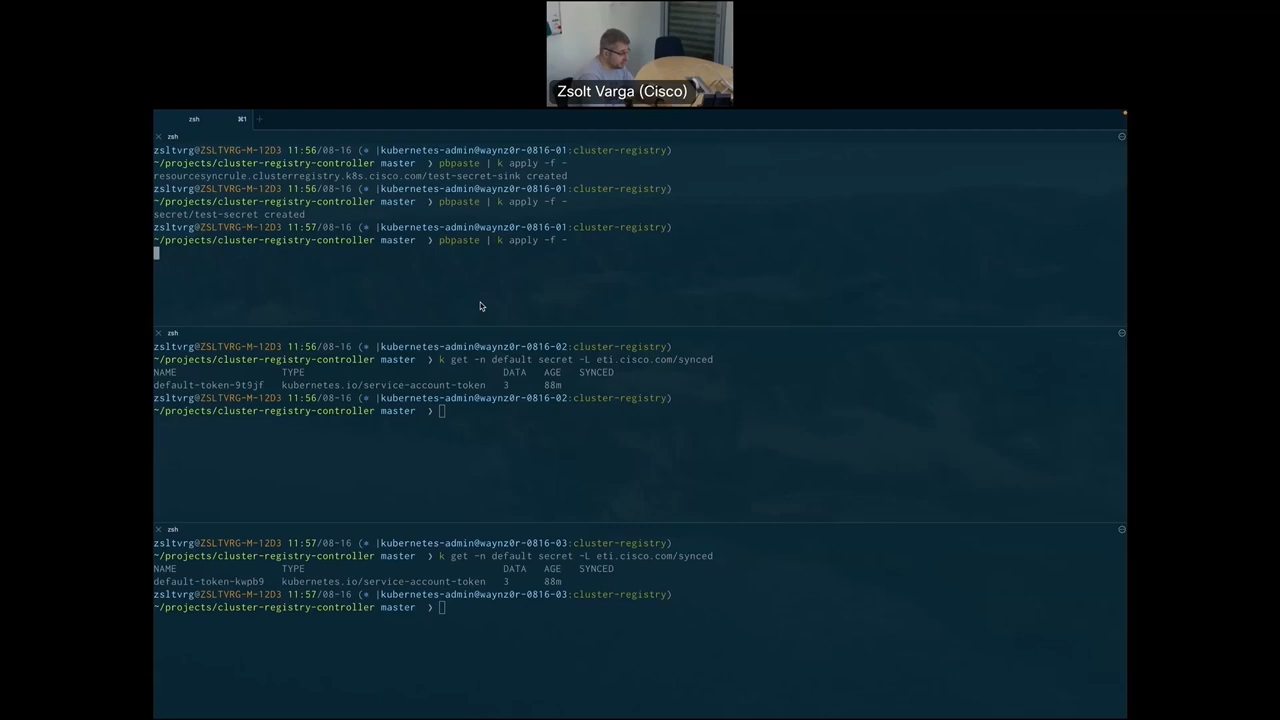 Zsolt Varga (Cisco)
zsh ⌘1 +
× zsh
zsltvrg@ZSLTVRG-M-12D3 11:56/08-16 (⎈ |kubernetes-admin@waynz0r-0816-01:cluster-registry)
~/projects/cluster-registry-controller master ❯ pbpaste | k apply -f -
resourcesyncrule.clusterregistry.k8s.cisco.com/test-secret-sink created
zsltvrg@ZSLTVRG-M-12D3 11:56/08-16 (⎈ |kubernetes-admin@waynz0r-0816-01:cluster-registry)
~/projects/cluster-registry-controller master ❯ pbpaste | k apply -f -
secret/test-secret created
zsltvrg@ZSLTVRG-M-12D3 11:57/08-16 (⎈ |kubernetes-admin@waynz0r-0816-01:cluster-registry)
~/projects/cluster-registry-controller master ❯ pbpaste | k apply -f -
× zsh
zsltvrg@ZSLTVRG-M-12D3 11:56/08-16 (⎈ |kubernetes-admin@waynz0r-0816-02:cluster-registry)
~/projects/cluster-registry-controller master ❯ k get -n default secret -L eti.cisco.com/synced
NAME TYPE DATA AGE SYNCED
default-token-9t9jf kubernetes.io/service-account-token 3 88m
zsltvrg@ZSLTVRG-M-12D3 11:56/08-16 (⎈ |kubernetes-admin@waynz0r-0816-02:cluster-registry)
~/projects/cluster-registry-controller master ❯
× zsh
zsltvrg@ZSLTVRG-M-12D3 11:57/08-16 (⎈ |kubernetes-admin@waynz0r-0816-03:cluster-registry)
~/projects/cluster-registry-controller master ❯ k get -n default secret -L eti.cisco.com/synced
NAME TYPE DATA AGE SYNCED
default-token-kwpb9 kubernetes.io/service-account-token 3 88m
zsltvrg@ZSLTVRG-M-12D3 11:57/08-16 (⎈ |kubernetes-admin@waynz0r-0816-03:cluster-registry)
~/projects/cluster-registry-controller master ❯